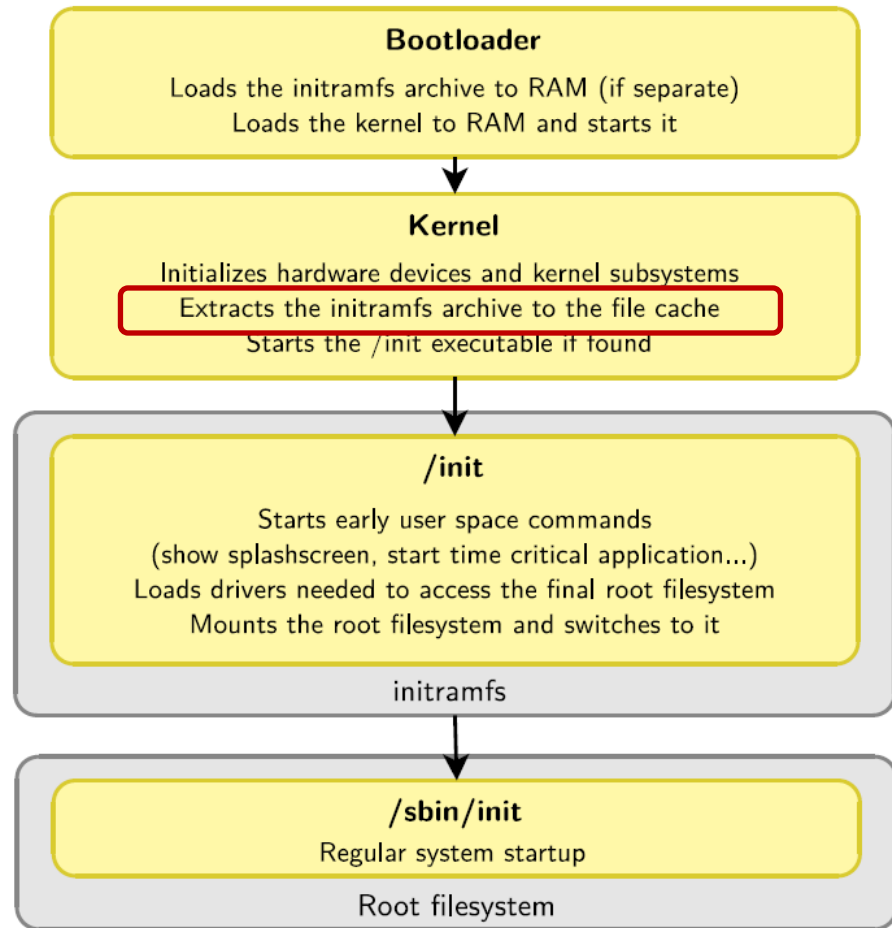 Bootloader
Loads the initramfs archive to RAM (if separate)
Loads the kernel to RAM and starts it
Kernel
Initializes hardware devices and kernel subsystems
Extracts the initramfs archive to the file cache
Starts the /init executable if found
/init
Starts early user space commands
(show splashscreen, start time critical application...)
Loads drivers needed to access the final root filesystem
Mounts the root filesystem and switches to it
initramfs
/sbin/init
Regular system startup
Root filesystem